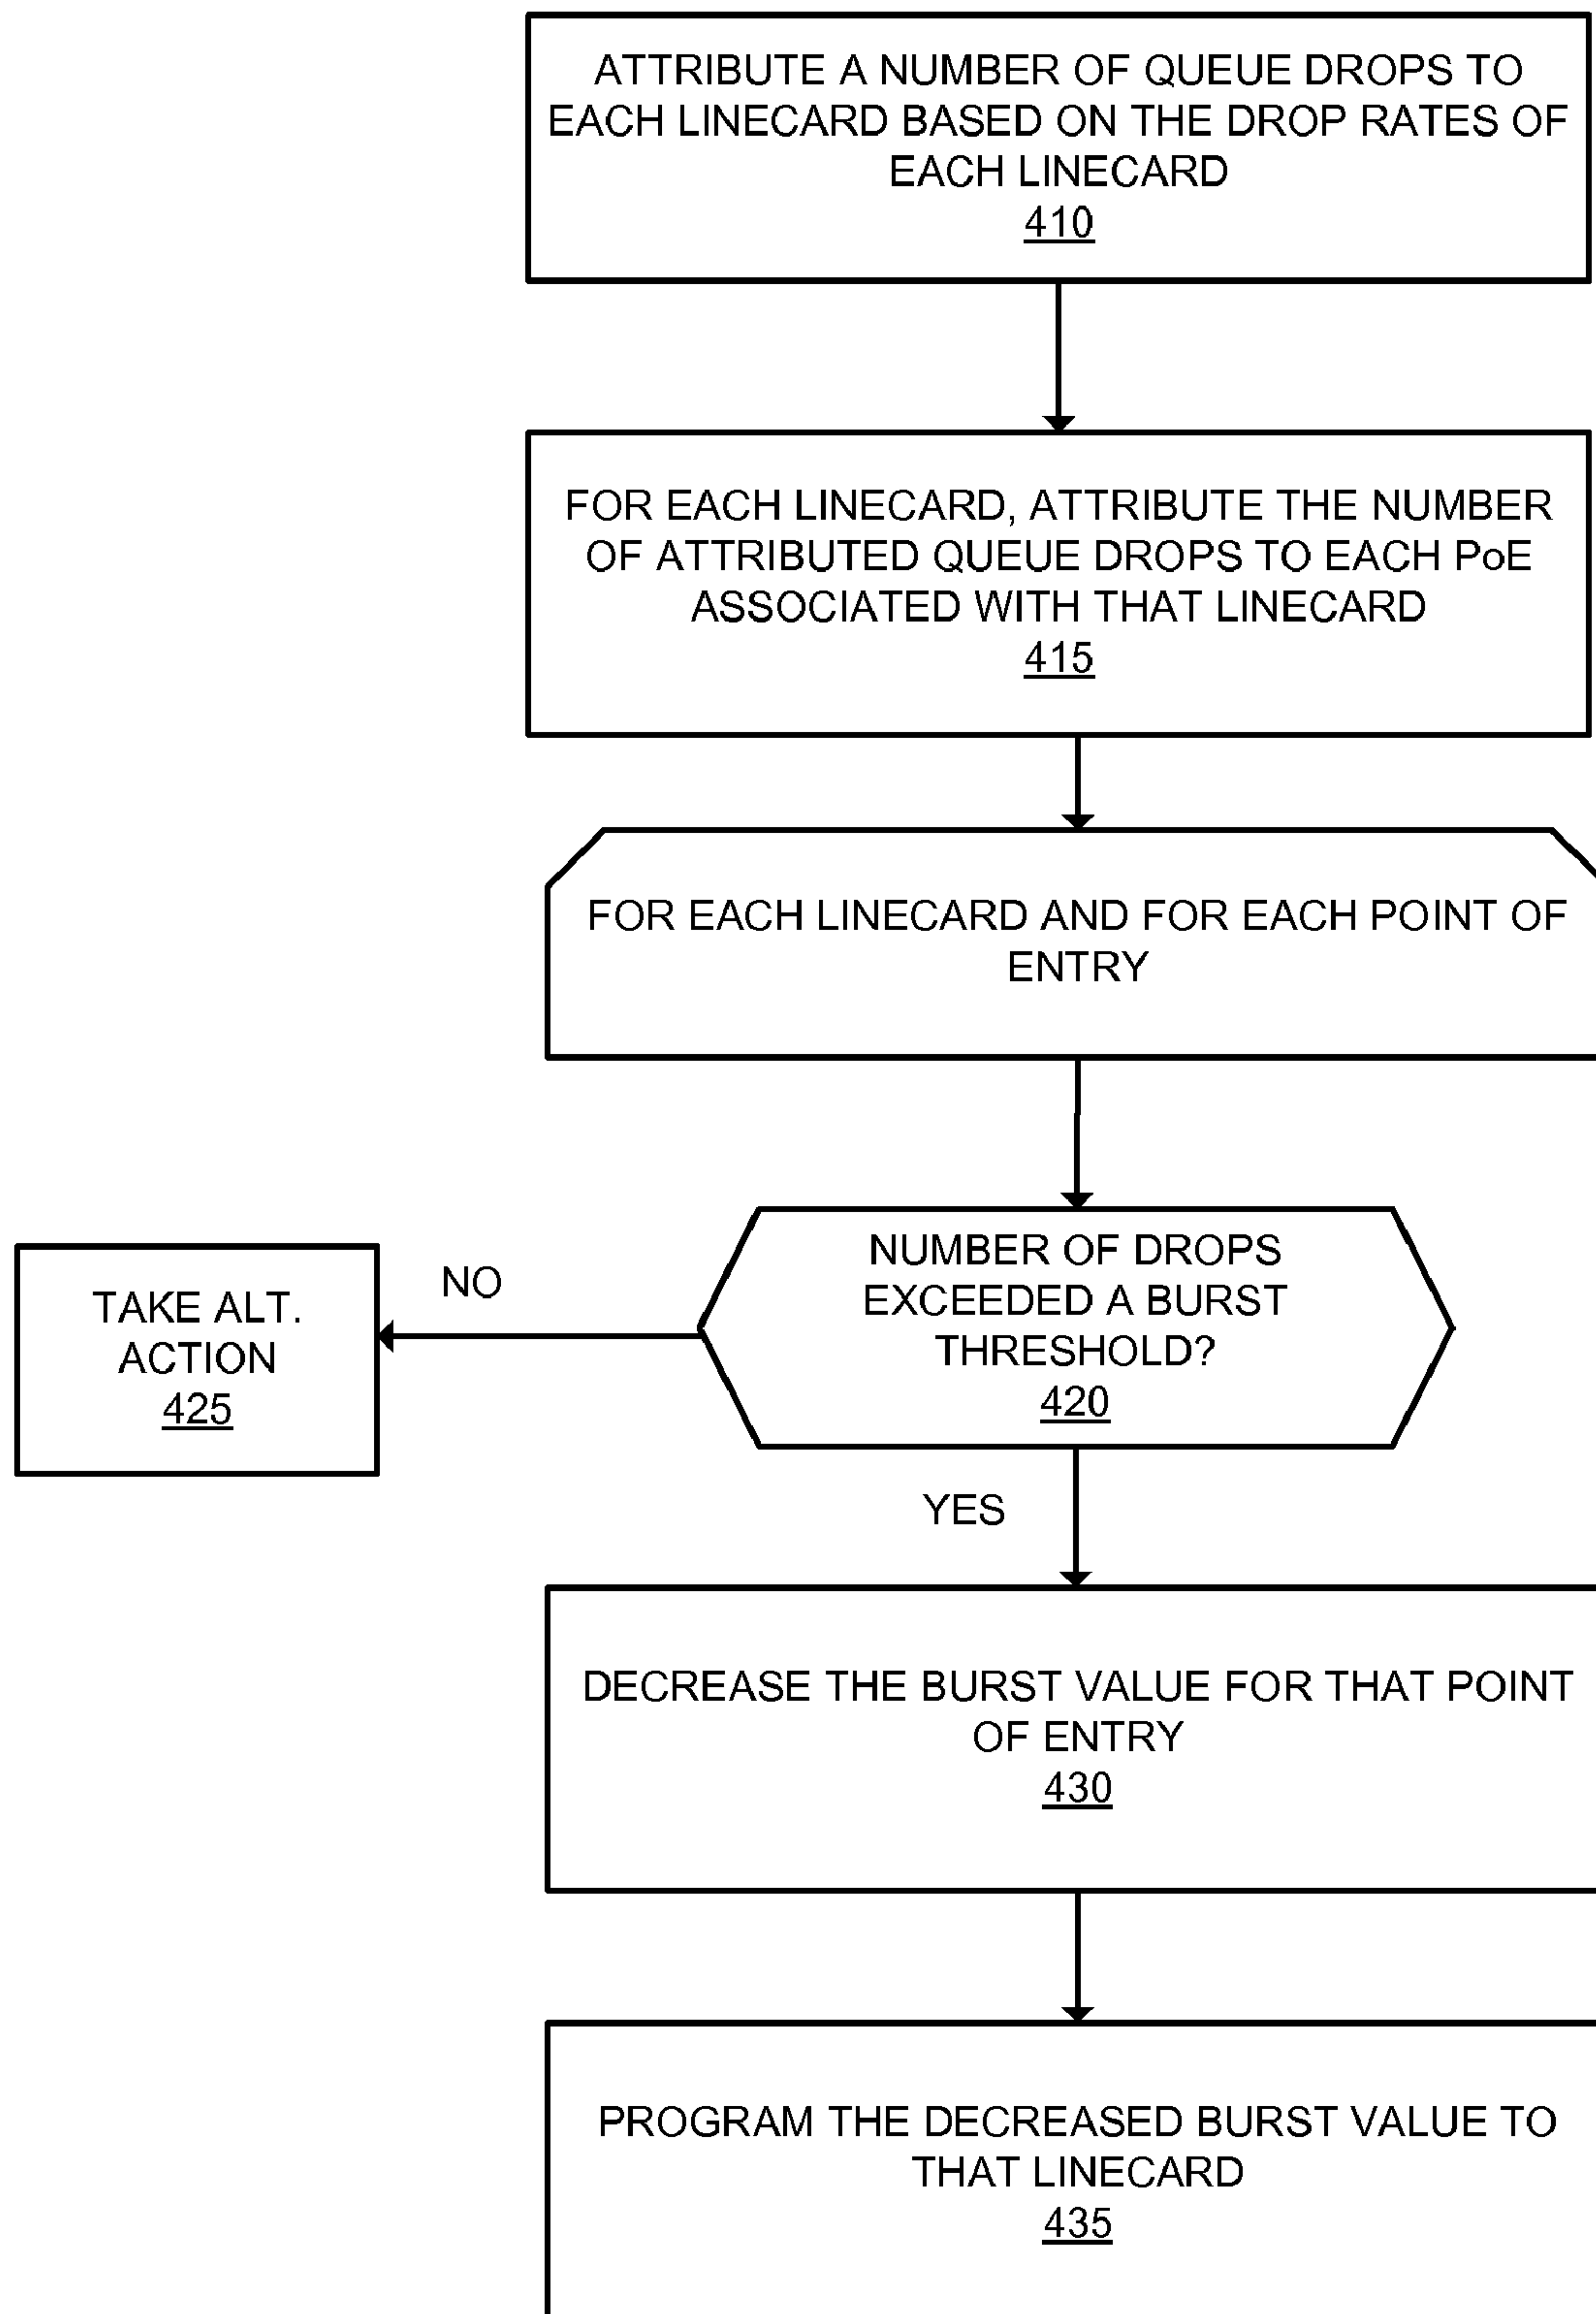 ATTRIBUTE A NUMBER OF QUEUE DROPS TO
EACH LINECARD BASED ON THE DROP RATES OF
EACH LINECARD
410
FOR EACH LINECARD, ATTRIBUTE THE NUMBER
OF ATTRIBUTED QUEUE DROPS TO EACH PoE
ASSOCIATED WITH THAT LINECARD
415
FOR EACH LINECARD AND FOR EACH POINT OF
ENTRY
NUMBER OF DROPS
EXCEEDED A BURST
THRESHOLD?
420
NO
TAKE ALT.
ACTION
425
YES
DECREASE THE BURST VALUE FOR THAT POINT
OF ENTRY
430
PROGRAM THE DECREASED BURST VALUE TO
THAT LINECARD
435